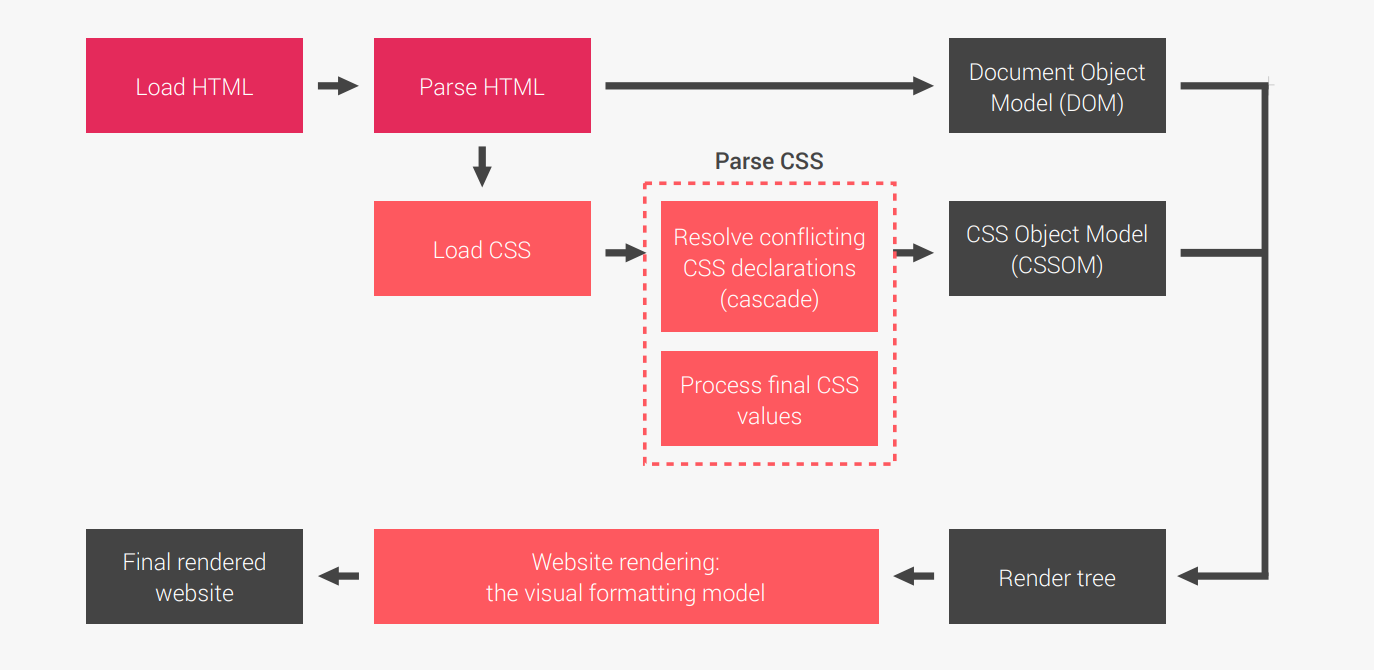 Load HTML
Parse HTML
Document Object
Model (DOM)
Parse CSS
Load CSS
Resolve conflicting
CSS declarations
(cascade)
CSS Object Model
(CSSOM)
Process final CSS
values
Final rendered
website
Website rendering:
the visual formatting model
Render tree